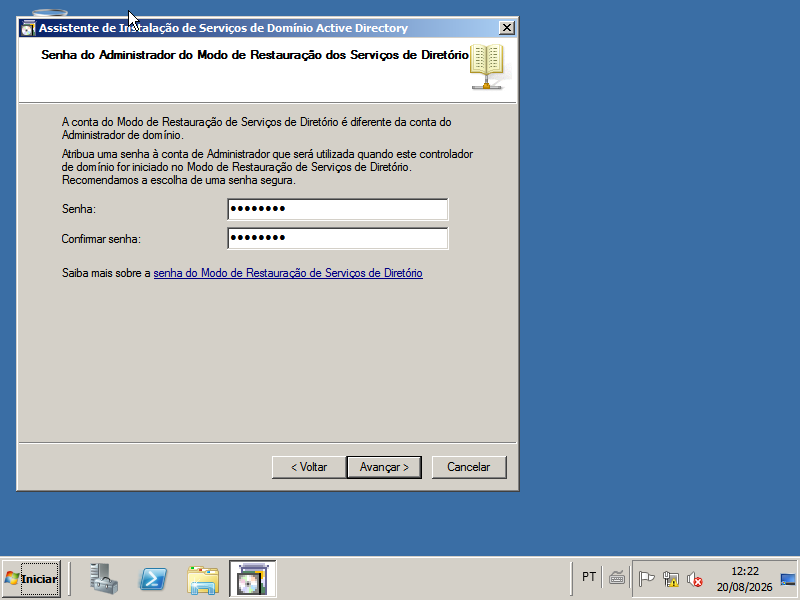 Assistente de Instalação de Serviços de Domínio Active Directory
Senha do Administrador do Modo de Restauração dos Serviços de Diretório
A conta do Modo de Restauração de Serviços de Diretório é diferente da conta do
Administrador de domínio.
Atribua uma senha à conta de Administrador que será utilizada quando este controlador
de domínio for iniciado no Modo de Restauração de Serviços de Diretório.
Recomendamos a escolha de uma senha segura.
Senha:
Confirmar senha:
Saiba mais sobre a senha do Modo de Restauração de Serviços de Diretório
< Voltar
Avançar >
Cancelar
Iniciar
PT
12:22
20/08/2026